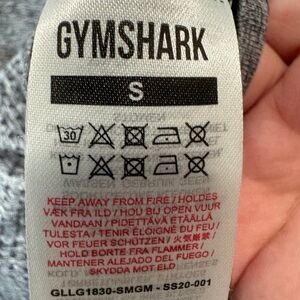 GYMSHARK
S
30
KEEP AWAY FROM FIRE / HOLDES
VÆK FRA ILD / HOU BIJ OPEN VUUR
VANDAAN / PIDETTÄVÄ ETÄÄLLÄ
TULESTA / TENIR ÉLOIGNÉ DU FEU /
VOR FEUER SCHÜTZEN / 火気厳禁 /
HOLD BORTE FRA FLAMMER /
MANTENER ALEJADO DEL FUEGO /
SKYDDA MOT ELD
GLLG1830-SMGM - SS20-001